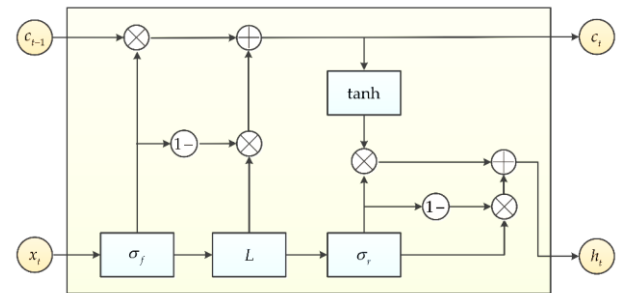 c_{t-1}
c_t
tanh
1-
1-
x_t
σ_f
L
σ_r
h_t